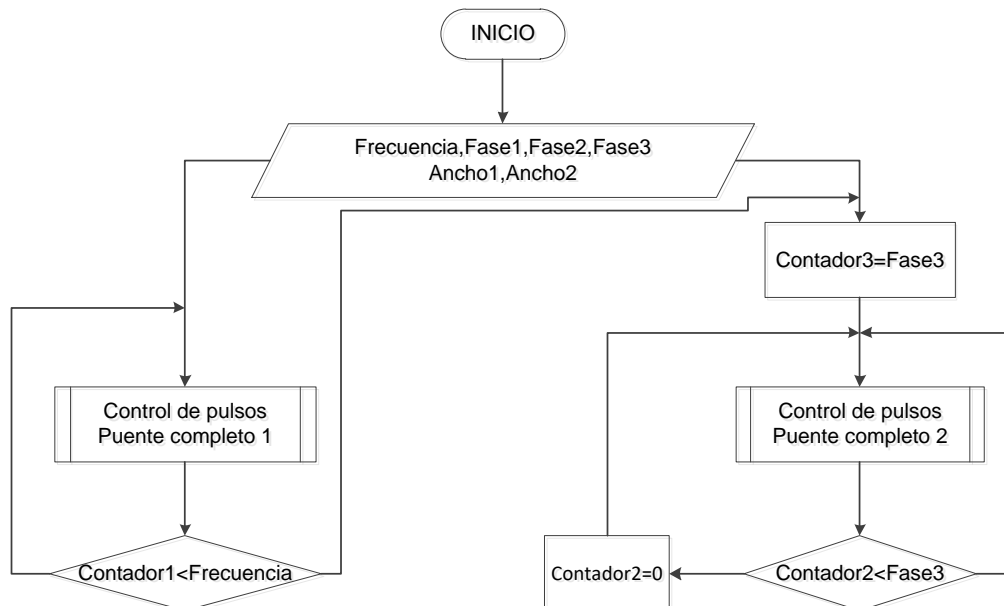 INICIO
Frecuencia,Fase1,Fase2,Fase3
Ancho1,Ancho2
Contador3=Fase3
Control de pulsos
Puente completo 1
Control de pulsos
Puente completo 2
Contador1<Frecuencia
Contador2=0
Contador2<Fase3